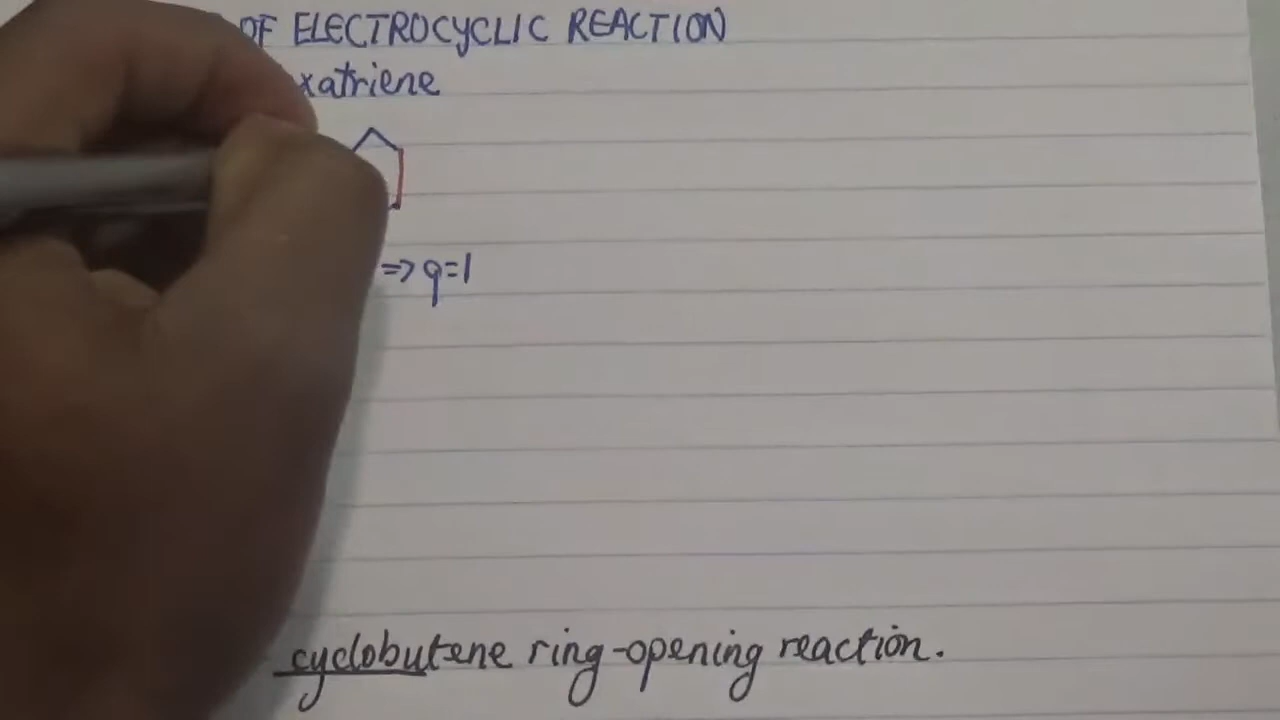 OF ELECTROCYCLIC REACTION
xatriene
=> q=1
cyclobutene ring-opening reaction.